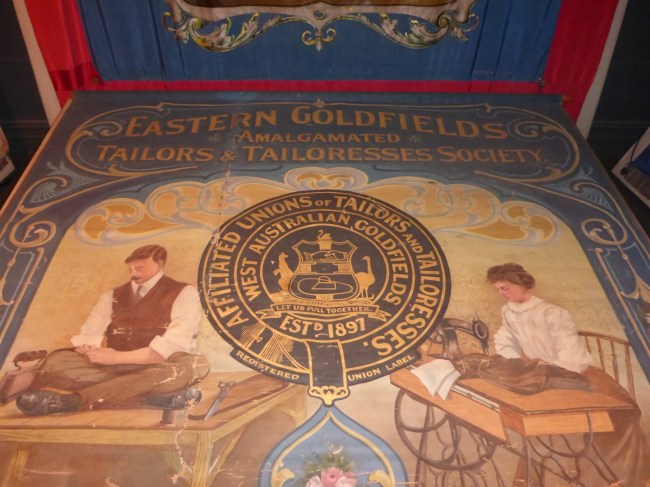 EASTERN GOLDFIELDS
AMALGAMATED
TAILORS & TAILORESSES SOCIETY.
AFFILIATED UNIONS OF TAILORS AND TAILORESSES.
WEST AUSTRALIAN GOLDFIELDS
LET US PULL TOGETHER
ESTD 1897
REGISTERED UNION LABEL